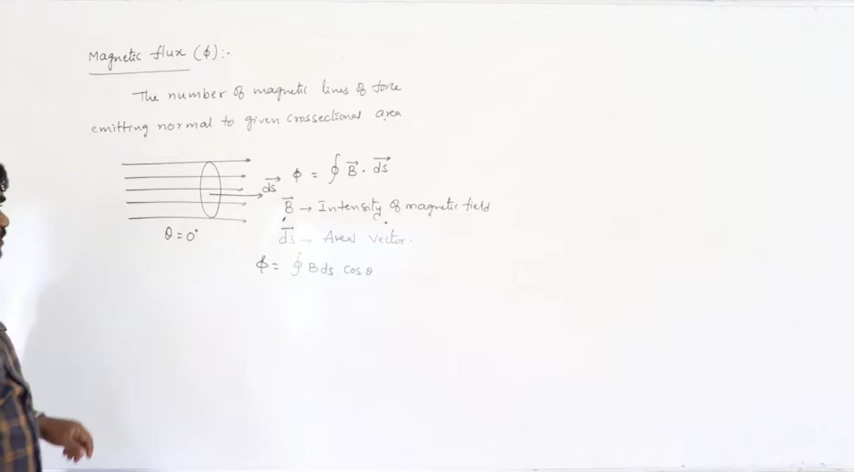 Magnetic flux (ϕ):-
The number of magnetic lines of force
emitting normal to given crossectional area
ds⃗ ϕ = ∮ B⃗ . ds⃗
B⃗ → Intensity of magnetic field
θ = 0°
ds⃗ → Areal vector.
ϕ = ∮ B ds Cos θ